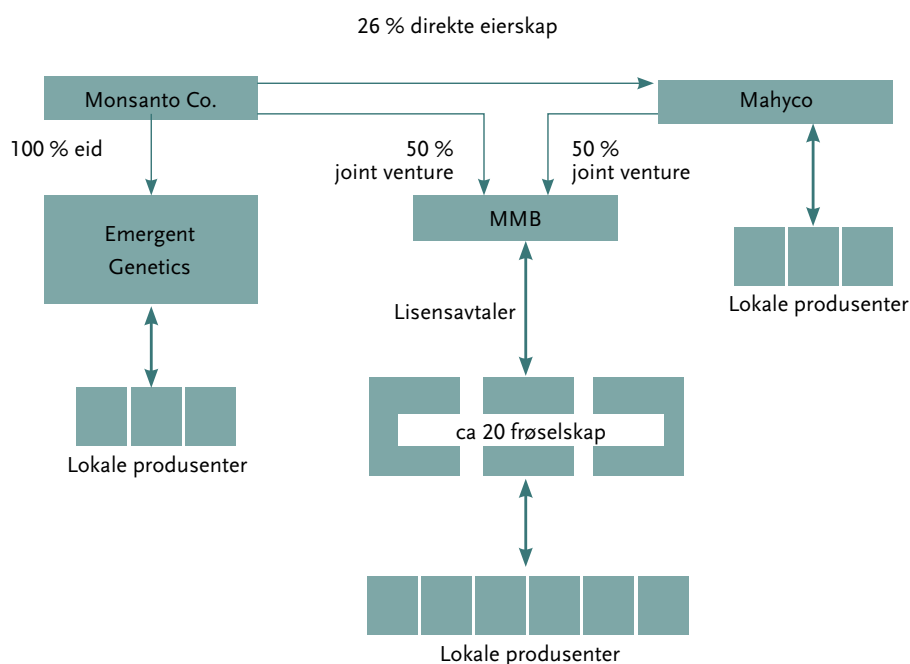 26 % direkte eierskap
Monsanto Co.
Mahyco
100 % eid
50 %
joint venture
50 %
joint venture
MMB
Emergent
Genetics
Lokale produsenter
Lisensavtaler
ca 20 frøselskap
Lokale produsenter
Lokale produsenter